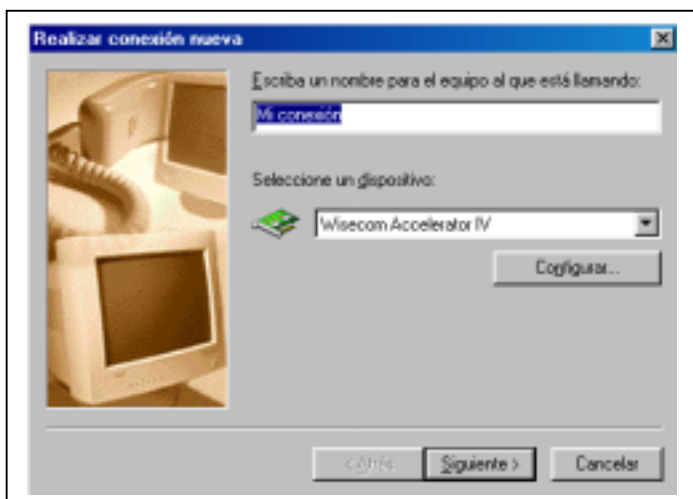 Realizar conexión nueva
Escriba un nombre para el equipo al que está llamando:
Mi conexión
Seleccione un dispositivo:
Wisecom Accelerator IV
Configurar...
< Atrás
Siguiente >
Cancelar